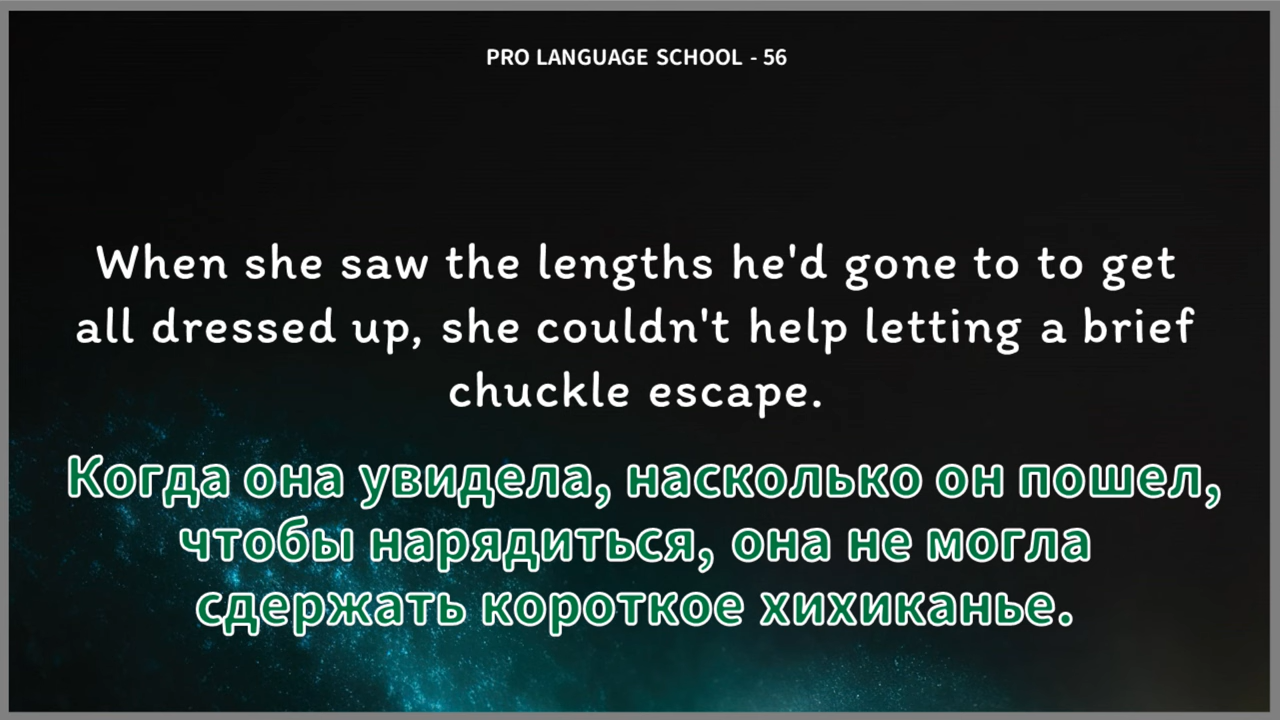 PRO LANGUAGE SCHOOL - 56
When she saw the lengths he'd gone to to get
all dressed up, she couldn't help letting a brief
chuckle escape.
Когда она увидела, насколько он пошел,
чтобы нарядиться, она не могла
сдержать короткое хихиканье.